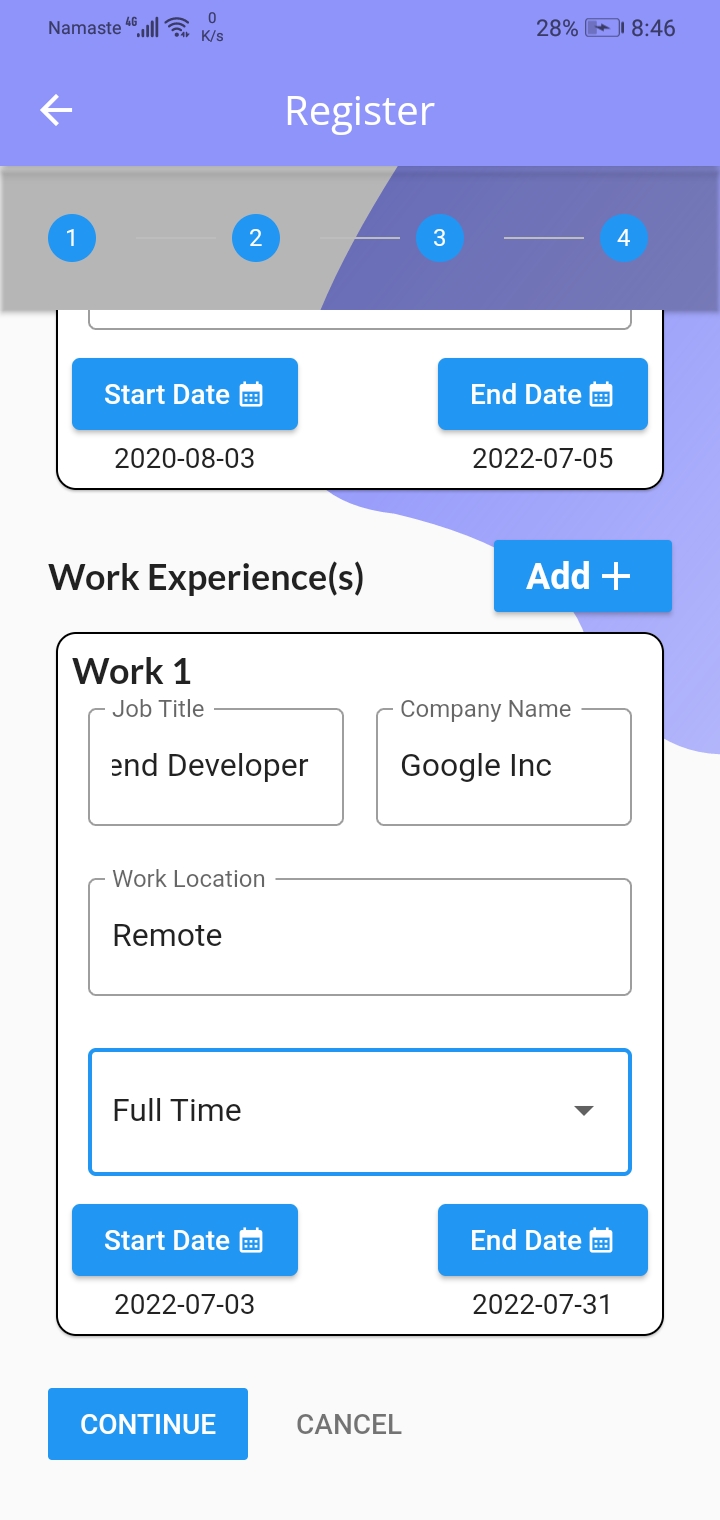 Namaste 4G 0 K/s 28% 8:46
Register
1 2 3 4
Start Date End Date
2020-08-03 2022-07-05
Work Experience(s) Add +
Work 1
Job Title Company Name
end Developer Google Inc
Work Location
Remote
Full Time
Start Date End Date
2022-07-03 2022-07-31
CONTINUE CANCEL